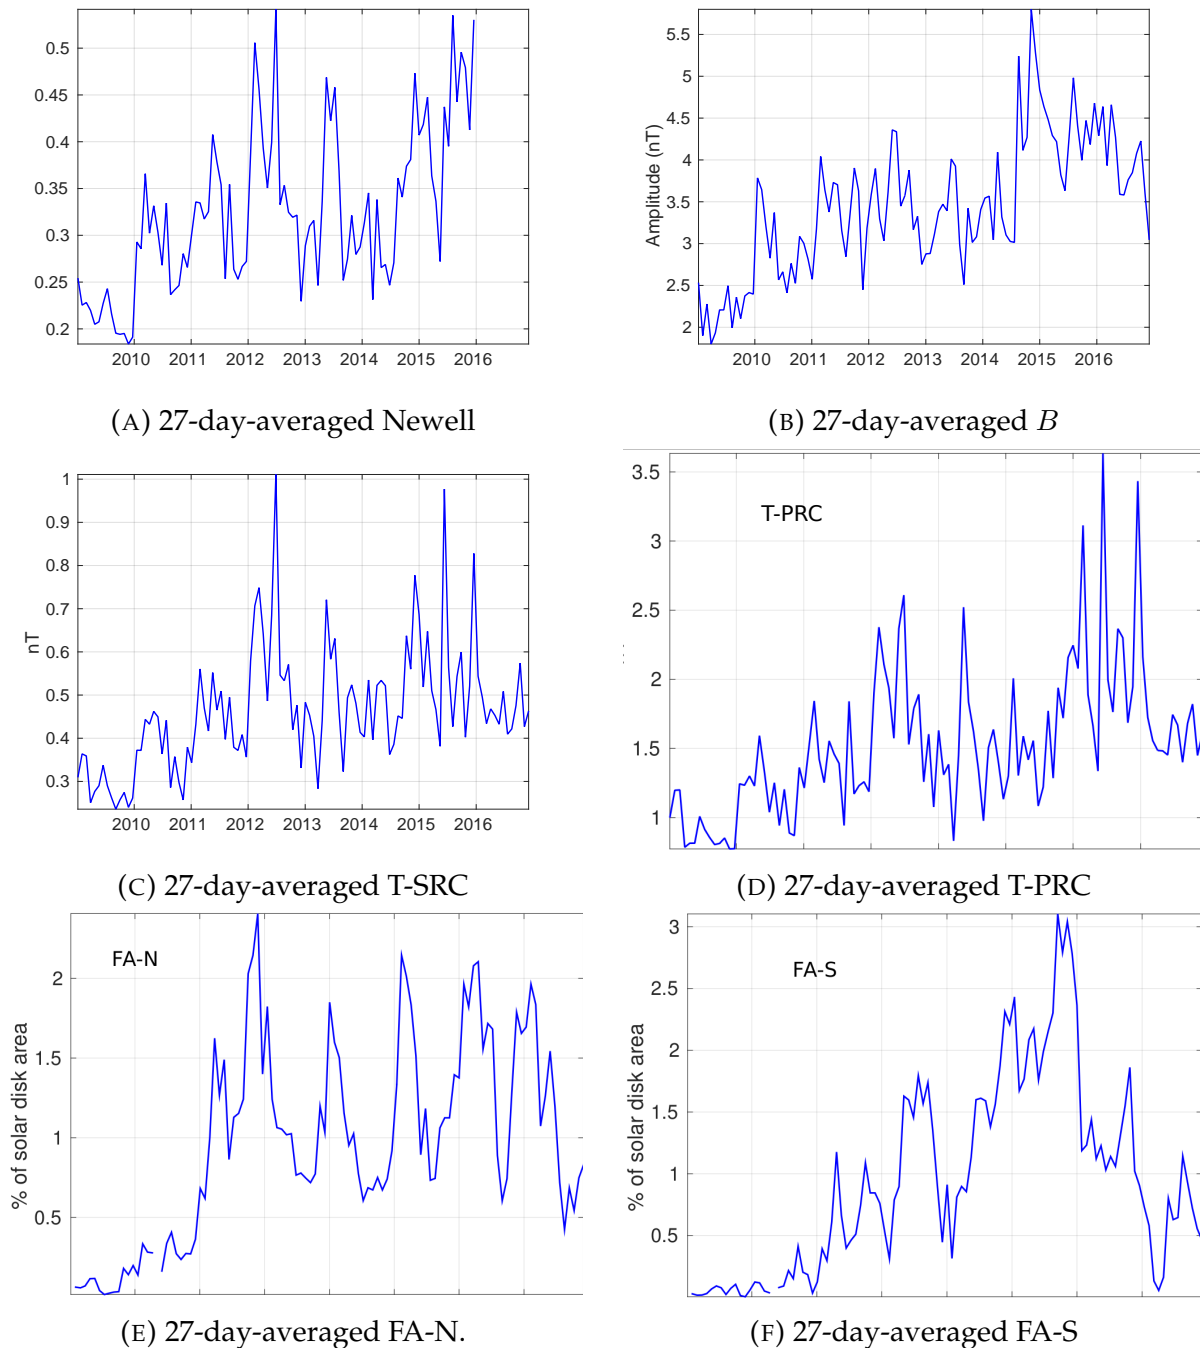 0.5
0.45
0.4
0.35
0.3
0.25
0.2
2010 2011 2012 2013 2014 2015 2016
(A) 27-day-averaged Newell
Amplitude (nT)
5.5
5
4.5
4
3.5
3
2.5
2
2010 2011 2012 2013 2014 2015 2016
(B) 27-day-averaged B
nT
1
0.9
0.8
0.7
0.6
0.5
0.4
0.3
2010 2011 2012 2013 2014 2015 2016
(C) 27-day-averaged T-SRC
T-PRC
3.5
3
2.5
2
1.5
1
(D) 27-day-averaged T-PRC
FA-N
% of solar disk area
2
1.5
1
0.5
(E) 27-day-averaged FA-N.
FA-S
% of solar disk area
3
2.5
2
1.5
1
0.5
(F) 27-day-averaged FA-S